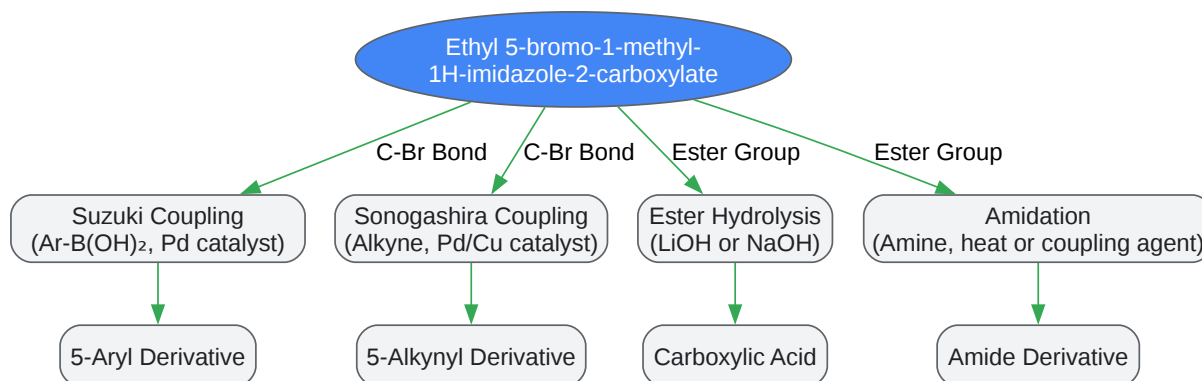 Ethyl 5-bromo-1-methyl-
1H-imidazole-2-carboxylate
C-Br Bond
C-Br Bond
Ester Group
Ester Group
Suzuki Coupling
(Ar-B(OH)₂, Pd catalyst)
Sonogashira Coupling
(Alkyne, Pd/Cu catalyst)
Ester Hydrolysis
(LiOH or NaOH)
Amidation
(Amine, heat or coupling agent)
5-Aryl Derivative
5-Alkynyl Derivative
Carboxylic Acid
Amide Derivative